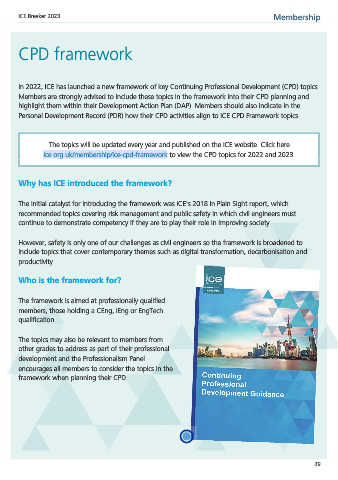 ICE Breaker 2023
Membership
CPD framework
In 2022, ICE has launched a new framework of key Continuing Professional Development (CPD) topics
Members are strongly advised to include these topics in the framework into their CPD planning and
highlight them within their Development Action Plan (DAP) Members should also indicate in the
Personal Development Record (PDR) how their CPD activities align to ICE CPD Framework topics
The topics will be updated every year and published on the ICE website Click here
ice org uk/membership/ice-cpd-framework to view the CPD topics for 2022 and 2023
Why has ICE introduced the framework?
The initial catalyst for introducing the framework was ICE's 2018 In Plain Sight report, which
recommended topics covering risk management and public safety in which civil engineers must
continue to demonstrate competency if they are to play their role in improving society
However, safety is only one of our challenges as civil engineers so the framework is broadened to
include topics that cover contemporary themes such as digital transformation, decarbonisation and
productivity
Who is the framework for?
The framework is aimed at professionally qualified
members, those holding a CEng, IEng or EngTech
qualification
The topics may also be relevant to members from
other grades to address as part of their professional
development and the Professionalism Panel
encourages all members to consider the topics in the
framework when planning their CPD
ice
Continuing
Professional
Development Guidance
39